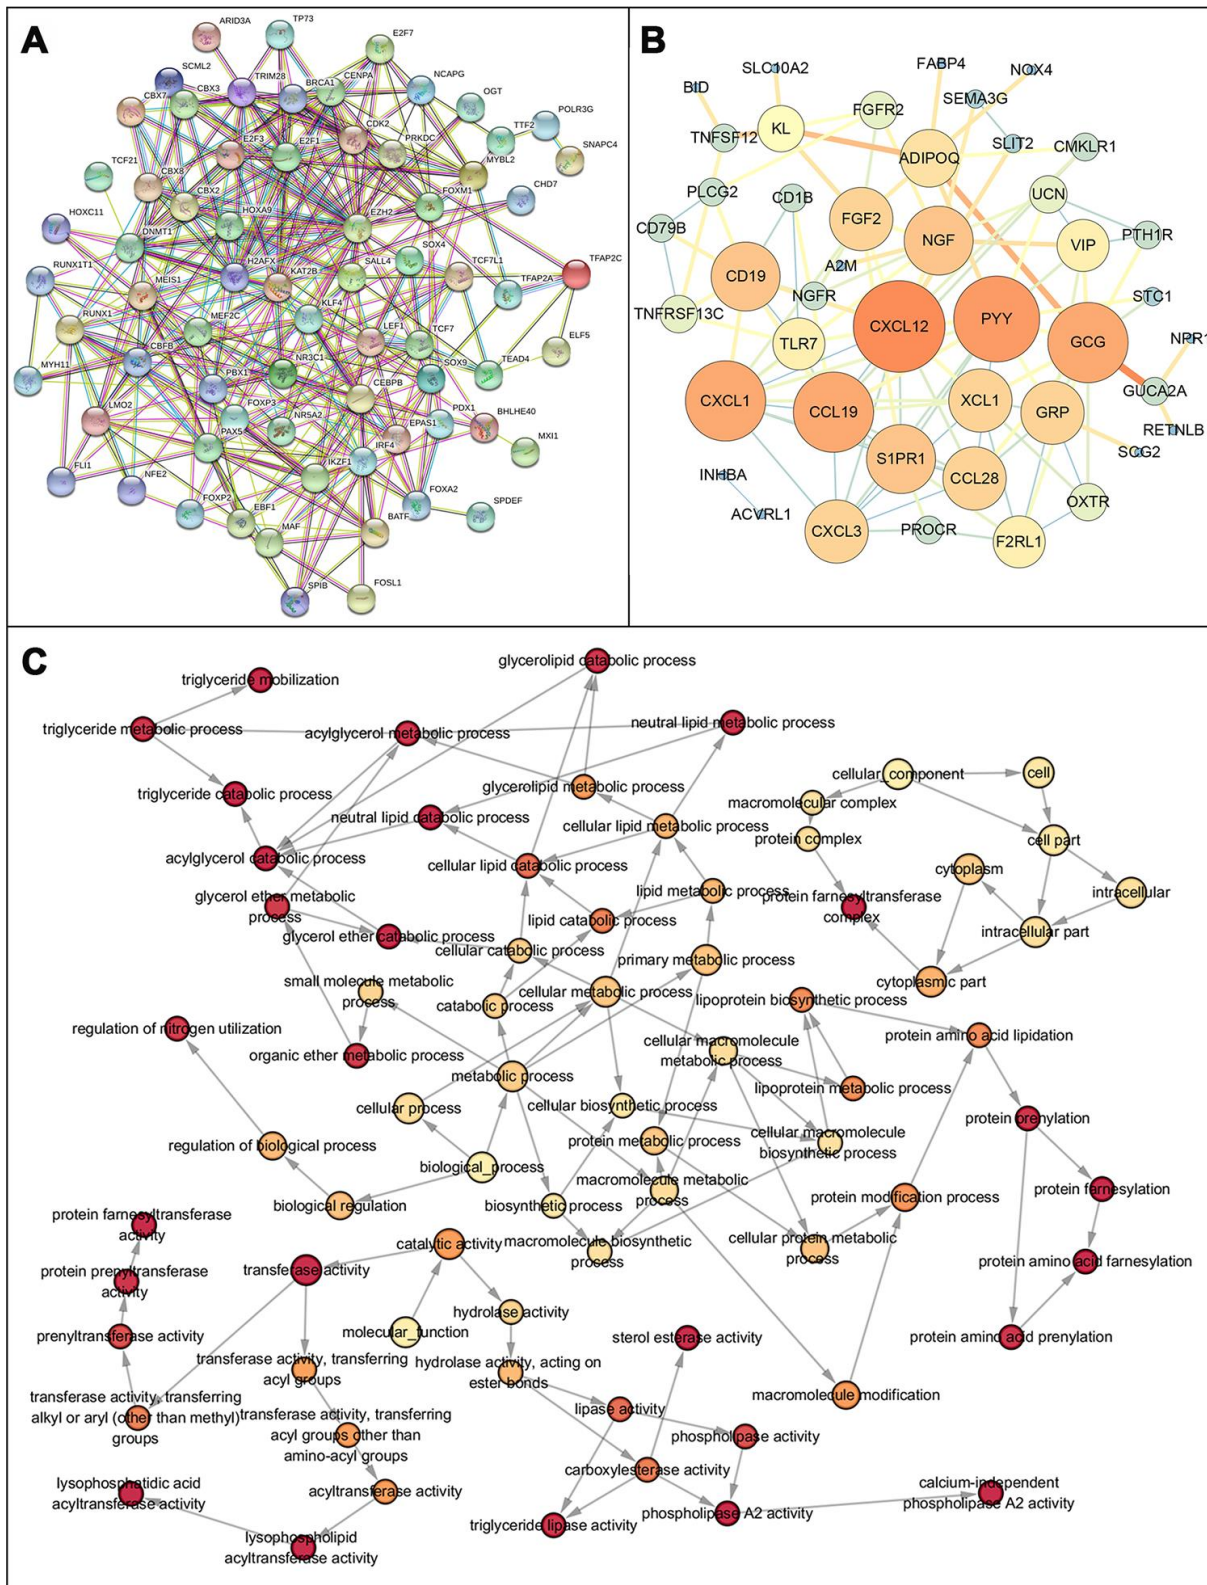 A
ARID3A
TP73
E2F7
SCML2
TRIM28
BRCA1
CENPA
NCAPG
CBX7
CBX3
OGT
POLR3G
CDK2
TTF2
E2F3
E2F1
PRKDC
SNAPC4
MYBL2
TCF21
CBX8
CHD7
CBX2
FOXM1
HOXC11
HOXA9
EZH2
DNMT1
SOX4
H2AFX
SALL4
TCF7L1
TFAP2C
RUNX1T1
KAT2B
TFAP2A
MEIS1
KLF4
RUNX1
MEF2C
LEF1
TCF7
ELF5
CBFB
NR3C1
SOX9
TEAD4
MYH11
PBX1
CEBPB
LMO2
FOXP3
NR5A2
PDX1
BHLHE40
EPAS1
PAX5
IRF4
MXI1
FLI1
NFE2
IKZF1
FOXP2
FOXA2
SPDEF
EBF1
MAF
BATF
SPIB
FOSL1
B
SLC10A2
FABP4
NOX4
BID
SEMA3G
FGFR2
TNFSF12
KL
ADIPOQ
SLIT2
CMKLR1
PLCG2
CD1B
UCN
CD79B
FGF2
NGF
VIP
PTH1R
A2M
CD19
NGFR
STC1
TNFRSF13C
CXCL12
PYY
NPR1
TLR7
GCG
GUCA2A
CXCL1
CCL19
XCL1
GRP
RETNLB
SCG2
INHBA
S1PR1
CCL28
ACVRL1
OXTR
CXCL3
PROCR
F2RL1
C
glycerolipid catabolic process
triglyceride mobilization
triglyceride metabolic process
acylglycerol metabolic process
neutral lipid metabolic process
cellular_component
cell
glycerolipid metabolic process
triglyceride catabolic process
macromolecular complex
neutral lipid catabolic process
cellular lipid metabolic process
protein complex
cell part
acylglycerol catabolic process
cellular lipid catabolic process
cytoplasm
glycerol ether metabolic
process
lipid metabolic process
protein farnesyltransferase
complex
intracellular
lipid catabolic process
glycerol ether catabolic process
intracellular part
cellular catabolic process
primary metabolic process
small molecule metabolic
process
cytoplasmic part
cellular metabolic process
catabolic process
lipoprotein biosynthetic process
regulation of nitrogen utilization
protein amino acid lipidation
organic ether metabolic process
cellular macromolecule
metabolic process
metabolic process
lipoprotein metabolic process
cellular process
cellular biosynthetic process
protein prenylation
regulation of biological process
protein metabolic process
cellular macromolecule
biosynthetic process
biological_process
macromolecule metabolic
process
protein farnesylation
biological regulation
biosynthetic process
protein modification process
protein farnesyltransferase
activity
catalytic activity
macromolecule biosynthetic
process
cellular protein metabolic
process
protein amino acid farnesylation
protein prenyltransferase
activity
transferase activity
hydrolase activity
prenyltransferase activity
molecular_function
sterol esterase activity
protein amino acid prenylation
transferase activity, transferring
acyl groups
hydrolase activity, acting on
ester bonds
transferase activity, transferring
alkyl or aryl (other than methyl)
groups
macromolecule modification
lipase activity
transferase activity, transferring
acyl groups other than
amino-acyl groups
phospholipase activity
carboxylesterase activity
lysophosphatidic acid
acyltransferase activity
acyltransferase activity
calcium-independent
phospholipase A2 activity
phospholipase A2 activity
triglyceride lipase activity
lysophospholipid
acyltransferase activity